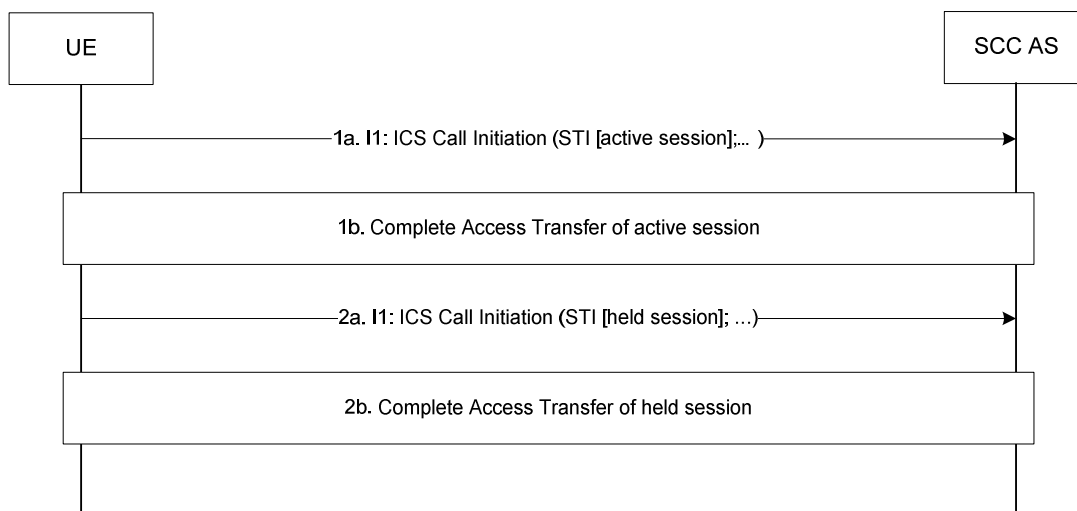 UE
SCC AS
1a. I1: ICS Call Initiation (STI [active session];... )
1b. Complete Access Transfer of active session
2a. I1: ICS Call Initiation (STI [held session]; ...)
2b. Complete Access Transfer of held session